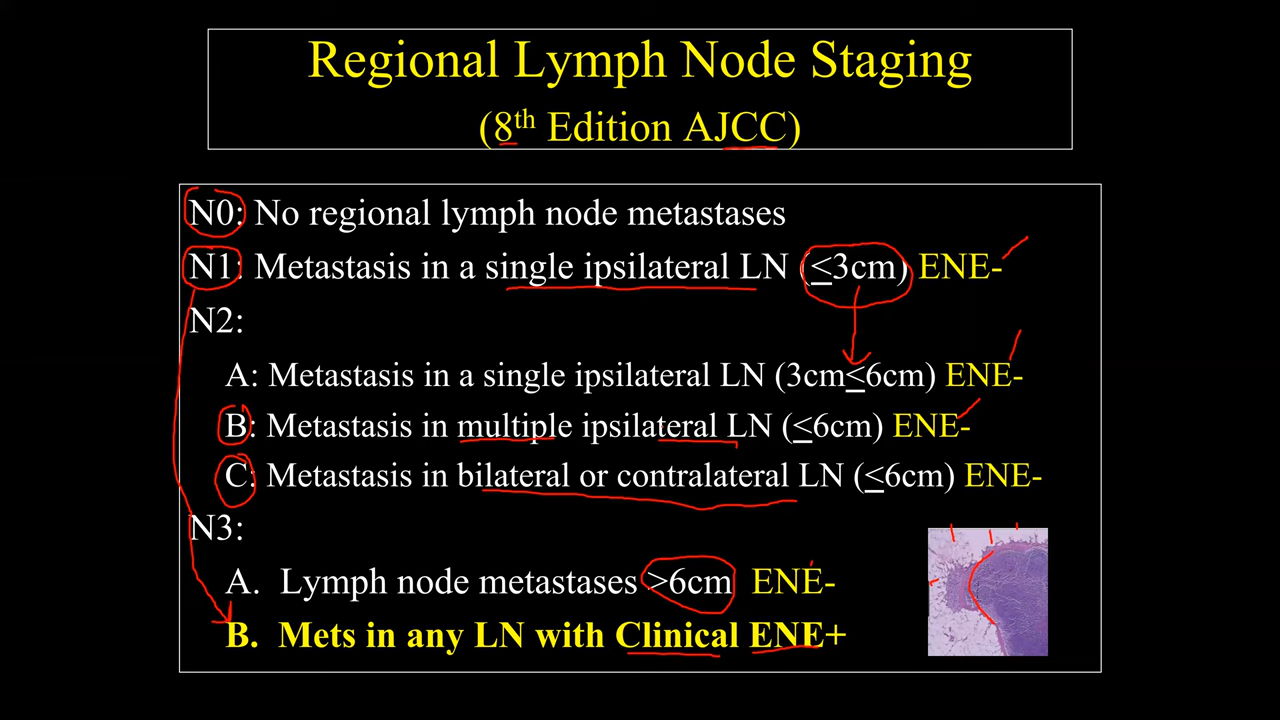 Regional Lymph Node Staging
(8th Edition AJCC)
N0: No regional lymph node metastases
N1: Metastasis in a single ipsilateral LN (≤3cm) ENE-
N2:
A: Metastasis in a single ipsilateral LN (3cm≤6cm) ENE-
B: Metastasis in multiple ipsilateral LN (≤6cm) ENE-
C: Metastasis in bilateral or contralateral LN (≤6cm) ENE-
N3:
A. Lymph node metastases >6cm ENE-
B. Mets in any LN with Clinical ENE+